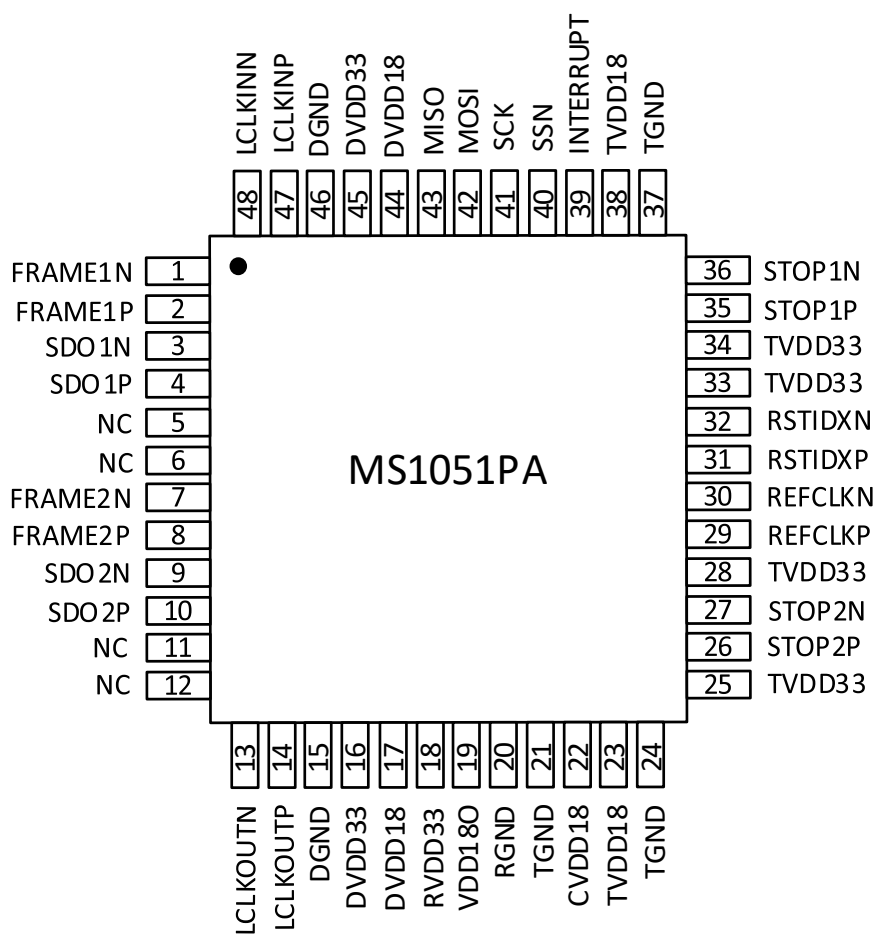 LCLKINN
LCLKINP
DGND
DVDD33
DVDD18
MISO
MOSI
SCK
SSN
INTERRUPT
TVDD18
TGND
48
47
46
45
44
43
42
41
40
39
38
37
FRAME1N 1
FRAME1P 2
SDO1N 3
SDO1P 4
NC 5
NC 6
FRAME2N 7
FRAME2P 8
SDO2N 9
SDO2P 10
NC 11
NC 12
MS1051PA
36 STOP1N
35 STOP1P
34 TVDD33
33 TVDD33
32 RSTIDXN
31 RSTIDXP
30 REFCLKN
29 REFCLKP
28 TVDD33
27 STOP2N
26 STOP2P
25 TVDD33
13
14
15
16
17
18
19
20
21
22
23
24
LCLKOUTN
LCLKOUTP
DGND
DVDD33
DVDD18
RVDD33
VDD18O
RGND
TGND
CVDD18
TVDD18
TGND